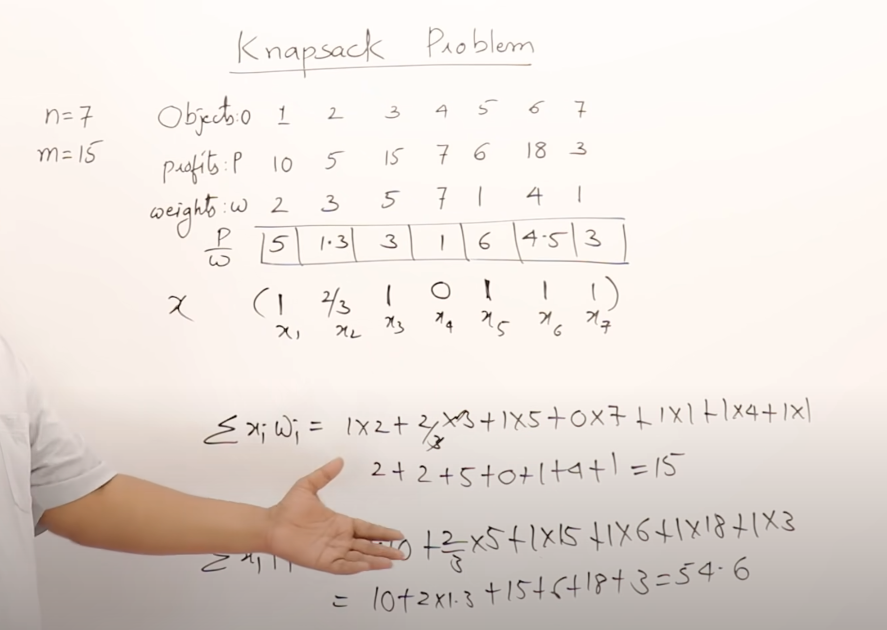 Knapsack Problem
n=7 Objects:O 1 2 3 4 5 6 7
m=15 profits:P 10 5 15 7 6 18 3
weights:w 2 3 5 7 1 4 1
P/w 5 1.3 3 1 6 4.5 3
x (1 2/3 1 0 1 1 1)
x₁ x₂ x₃ x₄ x₅ x₆ x₇
Σxᵢwᵢ = 1×2+2/3×3+1×5+0×7+1×1+1×4+1×1
2+2+5+0+1+4+1=15
+2/3×5+1×15+1×6+1×18+1×3
= 10+2×1.3+15+6+18+3=54.6